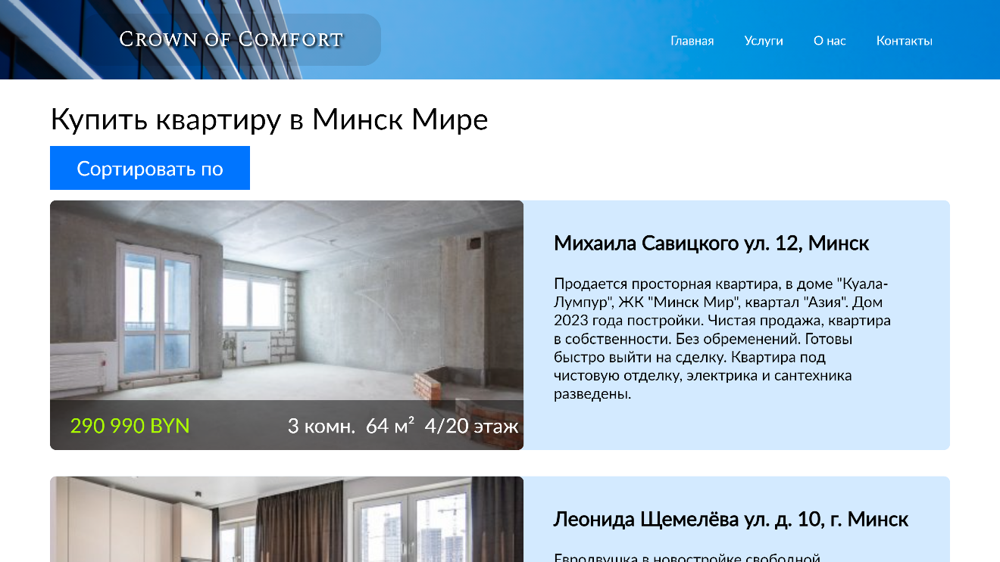 CROWN OF COMFORT
Главная Услуги О нас Контакты
Купить квартиру в Минск Мире
Сортировать по
290 990 BYN 3 комн. 64 м² 4/20 этаж
Михаила Савицкого ул. 12, Минск
Продается просторная квартира, в доме "Куала-
Лумпур", ЖК "Минск Мир", квартал "Азия". Дом
2023 года постройки. Чистая продажа, квартира
в собственности. Без обременений. Готовы
быстро выйти на сделку. Квартира под
чистовую отделку, электрика и сантехника
разведены.
Леонида Щемелёва ул. д. 10, г. Минск
Евродвушка в новостройке свободной